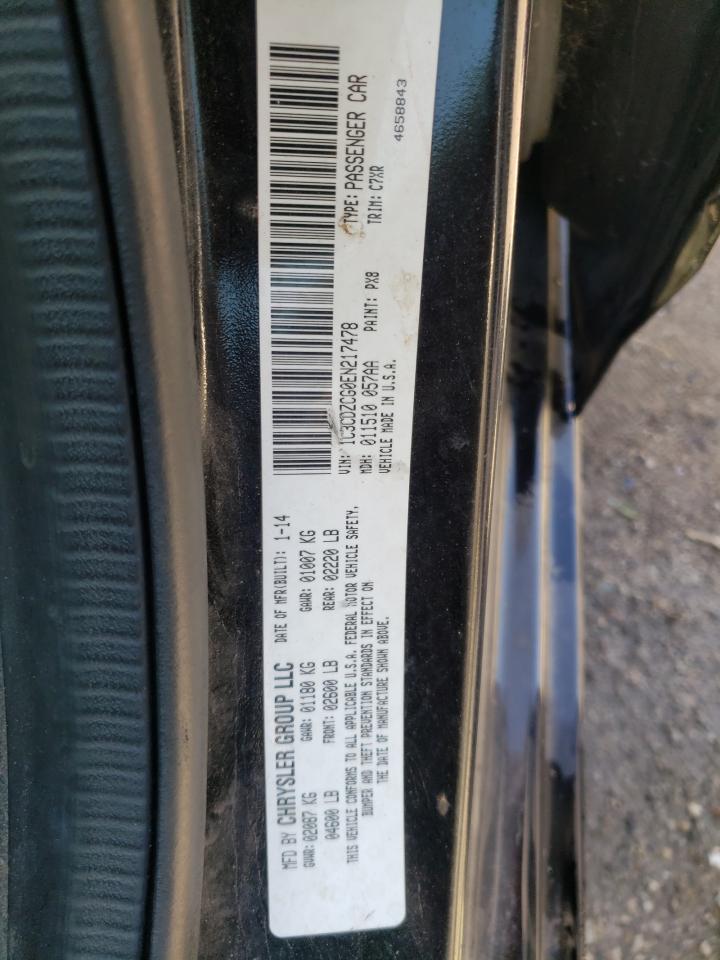 MFD BY CHRYSLER GROUP LLC DATE OF MFR(BUILT): 1-14
GVWR: 02087 KG GAWR: 01180 KG GAWR: 01007 KG
04600 LB FRONT: 02600 LB REAR: 02220 LB
THIS VEHICLE CONFORMS TO ALL APPLICABLE U.S.A. FEDERAL MOTOR VEHICLE SAFETY,
BUMPER AND THEFT PREVENTION STANDARDS IN EFFECT ON
THE DATE OF MANUFACTURE SHOWN ABOVE.
VIN: 1C3CDZCG0EN217478 TYPE: PASSENGER CAR
MDH: 011510 057AA PAINT: PX8 TRIM: C7XR
VEHICLE MADE IN U.S.A.
4658843